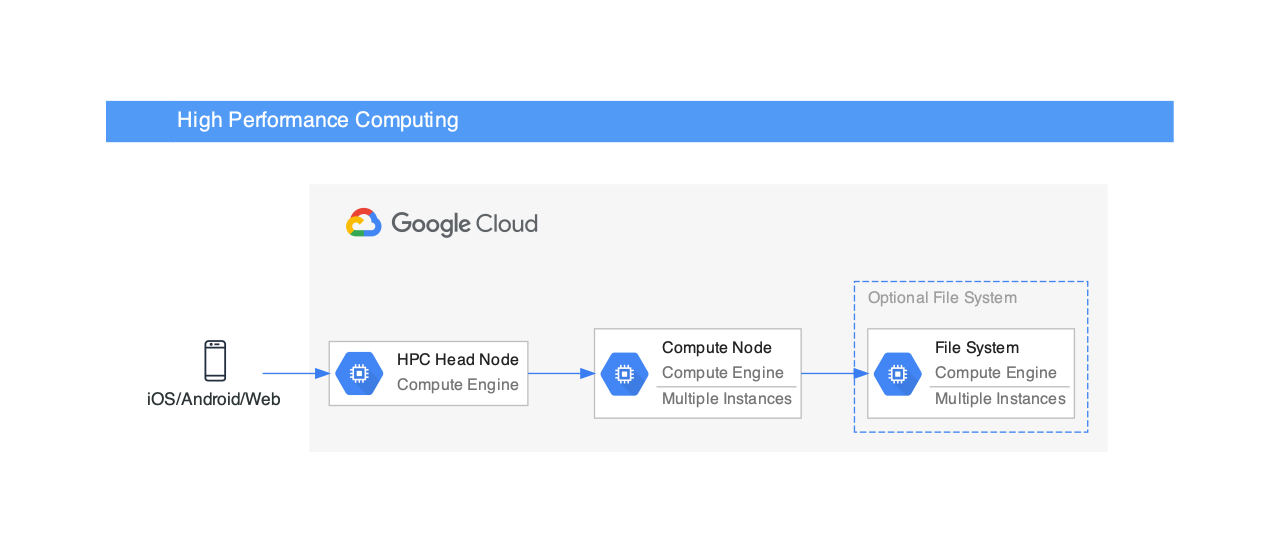 High Performance Computing
Google Cloud
Optional File System
iOS/Android/Web
HPC Head Node
Compute Engine
Compute Node
Compute Engine
Multiple Instances
File System
Compute Engine
Multiple Instances